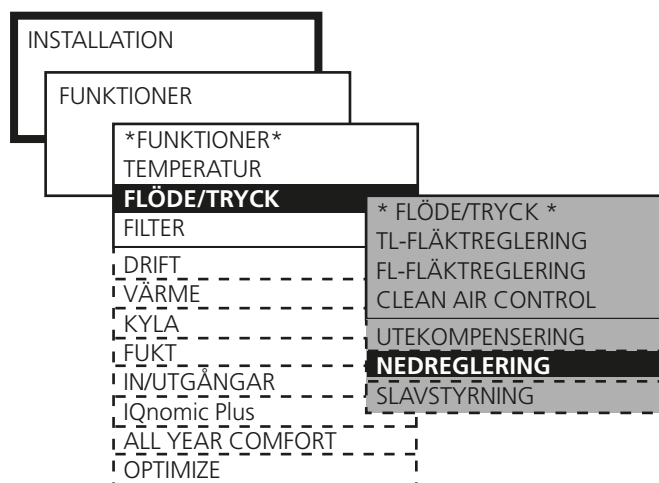 INSTALLATION
FUNKTIONER
*FUNKTIONER*
TEMPERATUR
FLÖDE/TRYCK
FILTER
DRIFT
VÄRME
KYLA
FUKT
IN/UTGÅNGAR
IQnomic Plus
ALL YEAR COMFORT
OPTIMIZE
* FLÖDE/TRYCK *
TL-FLÄKTREGLERING
FL-FLÄKTREGLERING
CLEAN AIR CONTROL
UTEKOMPENSERING
NEDREGLERING
SLAVSTYRNING